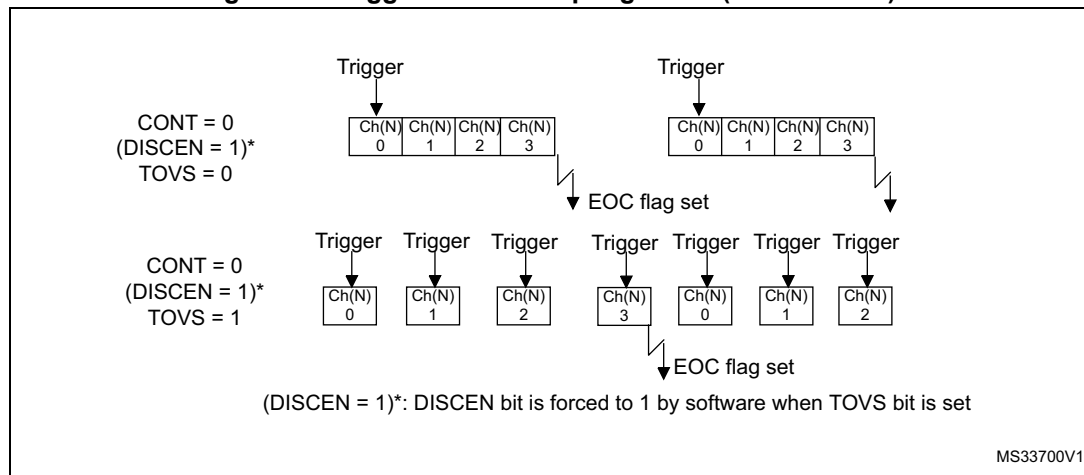 Trigger Trigger
CONT = 0
(DISCEN = 1)*
TOVS = 0
Ch(N) Ch(N) Ch(N) Ch(N) Ch(N) Ch(N) Ch(N) Ch(N)
0 1 2 3 0 1 2 3
EOC flag set
Trigger Trigger Trigger Trigger Trigger Trigger Trigger
CONT = 0
(DISCEN = 1)*
TOVS = 1
Ch(N) Ch(N) Ch(N) Ch(N) Ch(N) Ch(N) Ch(N)
0 1 2 3 0 1 2
EOC flag set
(DISCEN = 1)*: DISCEN bit is forced to 1 by software when TOVS bit is set
MS33700V1